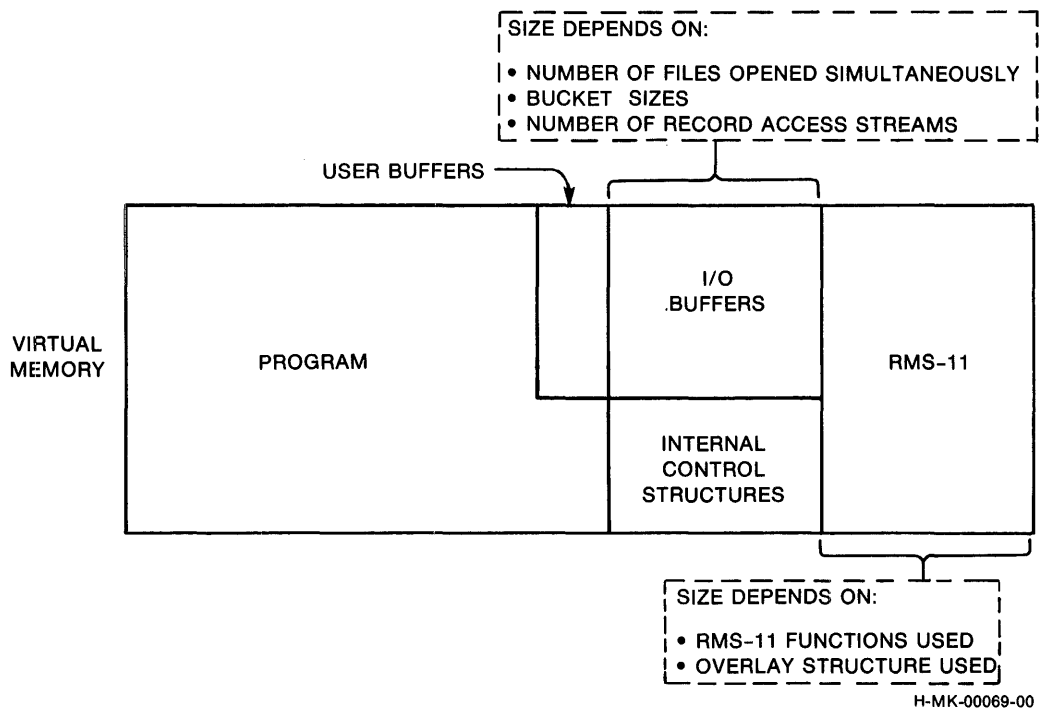 SIZE DEPENDS ON:
• NUMBER OF FILES OPENED SIMULTANEOUSLY
• BUCKET SIZES
• NUMBER OF RECORD ACCESS STREAMS
USER BUFFERS
I/O
.BUFFERS
VIRTUAL
MEMORY
PROGRAM
RMS-11
INTERNAL
CONTROL
STRUCTURES
SIZE DEPENDS ON:
• RMS-11 FUNCTIONS USED
• OVERLAY STRUCTURE USED
H-MK-00069-00